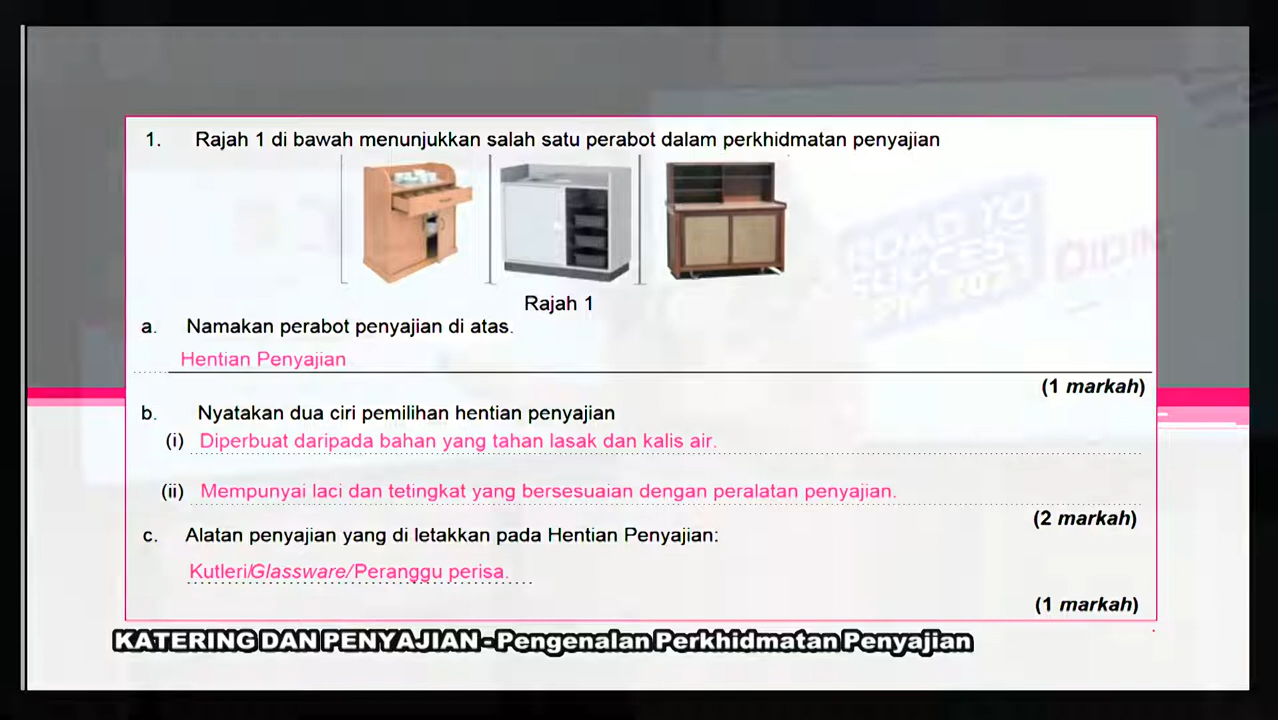 1. Rajah 1 di bawah menunjukkan salah satu perabot dalam perkhidmatan penyajian
Rajah 1
a. Namakan perabot penyajian di atas.
Hentian Penyajian
(1 markah)
b. Nyatakan dua ciri pemilihan hentian penyajian
(i) Diperbuat daripada bahan yang tahan lasak dan kalis air.
(ii) Mempunyai laci dan tetingkat yang bersesuaian dengan peralatan penyajian.
(2 markah)
c. Alatan penyajian yang di letakkan pada Hentian Penyajian:
Kutleri/Glassware/Peranggu perisa.
(1 markah)
KATERING DAN PENYAJIAN - Pengenalan Perkhidmatan Penyajian
ROAD TO
SUCCESS